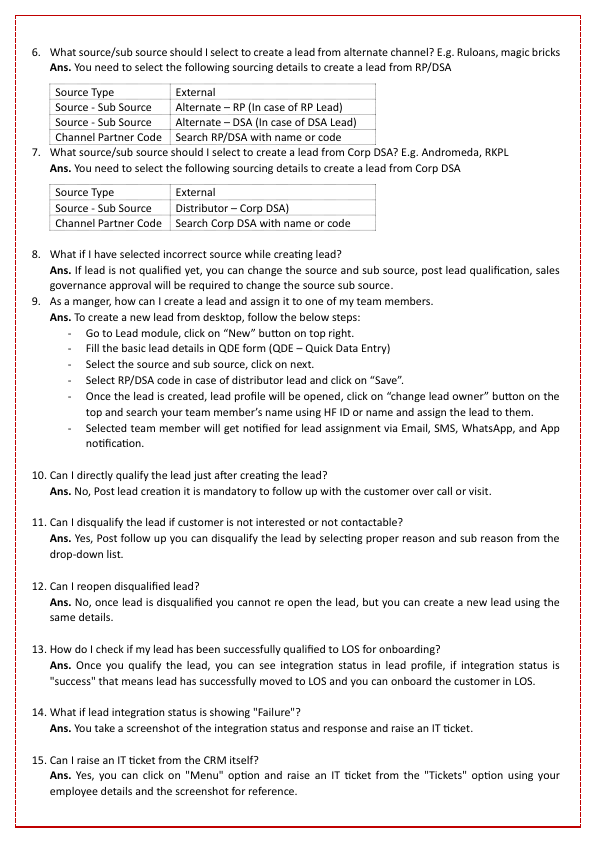 6. What source/sub source should I select to create a lead from alternate channel? E.g. Ruloans, magic bricks
Ans. You need to select the following sourcing details to create a lead from RP/DSA
Source Type External
Source - Sub Source Alternate – RP (In case of RP Lead)
Source - Sub Source Alternate – DSA (In case of DSA Lead)
Channel Partner Code Search RP/DSA with name or code
7. What source/sub source should I select to create a lead from Corp DSA? E.g. Andromeda, RKPL
Ans. You need to select the following sourcing details to create a lead from Corp DSA
Source Type External
Source - Sub Source Distributor – Corp DSA)
Channel Partner Code Search Corp DSA with name or code
8. What if I have selected incorrect source while creating lead?
Ans. If lead is not qualified yet, you can change the source and sub source, post lead qualification, sales
governance approval will be required to change the source sub source.
9. As a manger, how can I create a lead and assign it to one of my team members.
Ans. To create a new lead from desktop, follow the below steps:
- Go to Lead module, click on “New” button on top right.
- Fill the basic lead details in QDE form (QDE – Quick Data Entry)
- Select the source and sub source, click on next.
- Select RP/DSA code in case of distributor lead and click on “Save”.
- Once the lead is created, lead profile will be opened, click on “change lead owner” button on the
top and search your team member’s name using HF ID or name and assign the lead to them.
- Selected team member will get notified for lead assignment via Email, SMS, WhatsApp, and App
notification.
10. Can I directly qualify the lead just after creating the lead?
Ans. No, Post lead creation it is mandatory to follow up with the customer over call or visit.
11. Can I disqualify the lead if customer is not interested or not contactable?
Ans. Yes, Post follow up you can disqualify the lead by selecting proper reason and sub reason from the
drop-down list.
12. Can I reopen disqualified lead?
Ans. No, once lead is disqualified you cannot re open the lead, but you can create a new lead using the
same details.
13. How do I check if my lead has been successfully qualified to LOS for onboarding?
Ans. Once you qualify the lead, you can see integration status in lead profile, if integration status is
"success" that means lead has successfully moved to LOS and you can onboard the customer in LOS.
14. What if lead integration status is showing "Failure"?
Ans. You take a screenshot of the integration status and response and raise an IT ticket.
15. Can I raise an IT ticket from the CRM itself?
Ans. Yes, you can click on "Menu" option and raise an IT ticket from the "Tickets" option using your
employee details and the screenshot for reference.